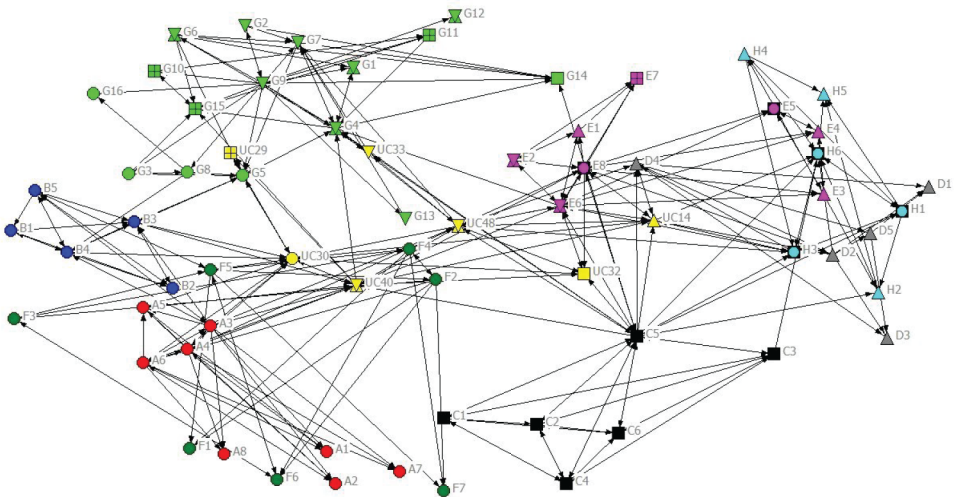 G12
G2
G6
G7
G11
G1
G10
G9
G14
E7
H4
G16
H5
G15
E5
G4
E1
E4
UC33
UC29
H6
E2
E8
D4
G3
G8
G5
D1
B5
E3
E6
H1
G13
B3
UC14
B1
UC48
D5
B4
F4
H3
D2
UC30
F5
UC32
F2
UC40
B2
H2
A5
F3
A3
C5
D3
A4
C3
A6
C1
C2
C6
F1
A8
A1
A7
F6
A2
C4
F7